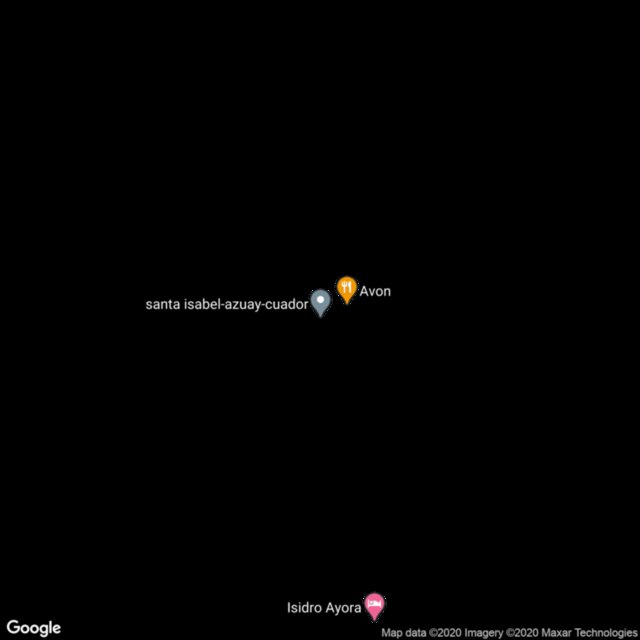 Avon
santa isabel-azuay-cuador
Isidro Ayora
Google
Map data ©2020 Imagery ©2020 Maxar Technologies